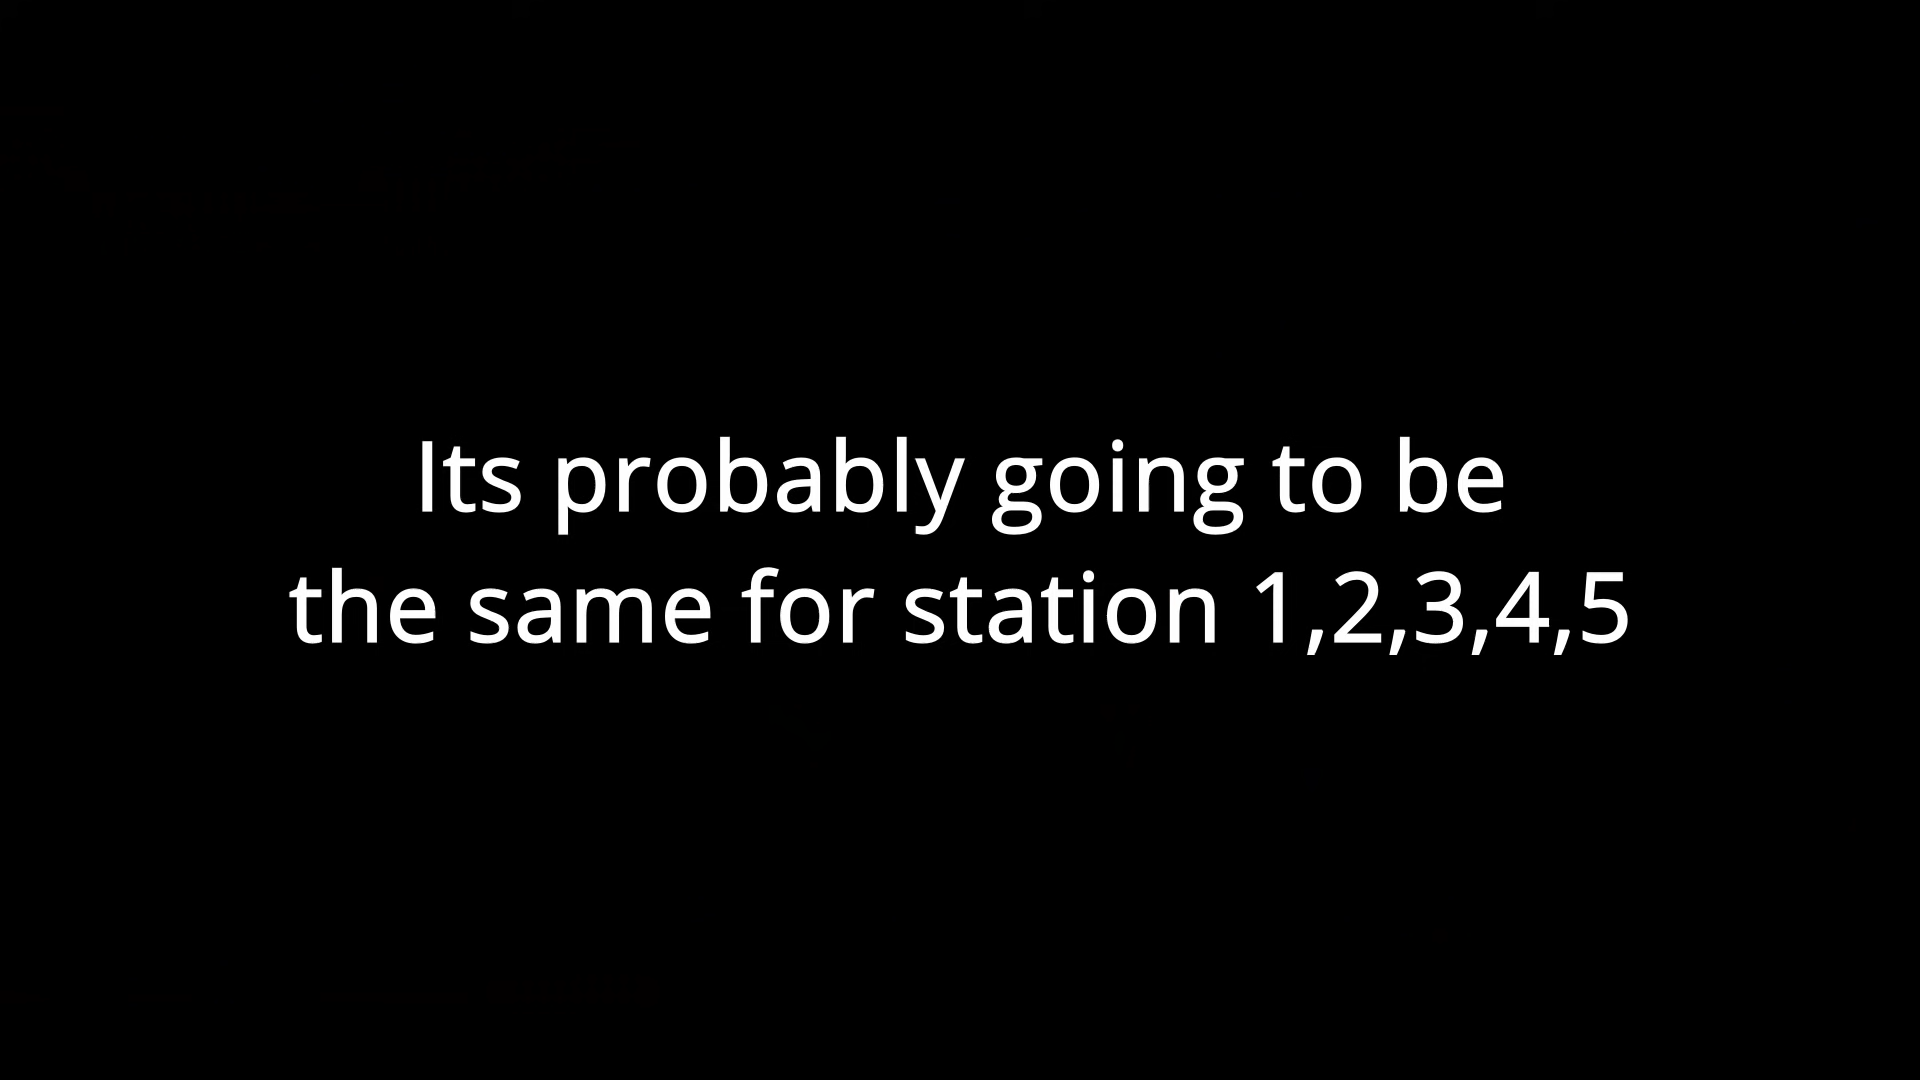 Its probably going to be
the same for station 1,2,3,4,5